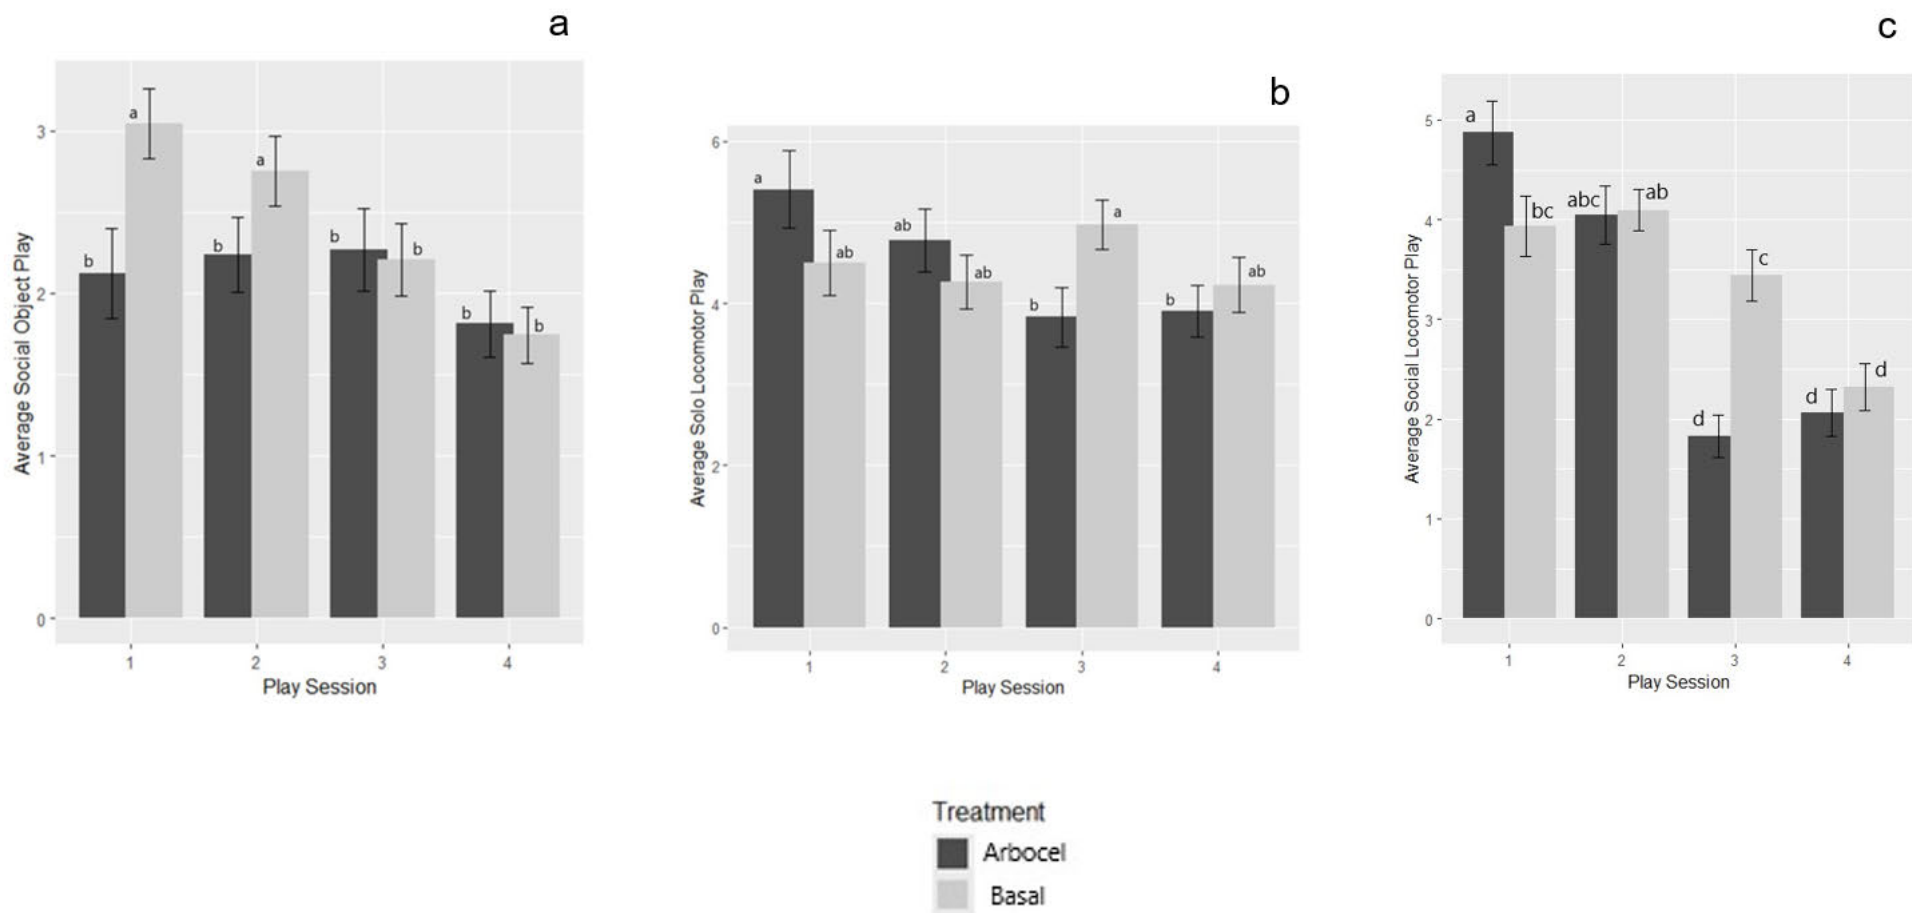 a
3
2
1
0
a
a
b
b
b
b
b
b
1
2
3
4
Average Social Object Play
Play Session
b
6
4
2
0
a
ab
ab
ab
b
a
b
ab
1
2
3
4
Average Solo Locomotor Play
Play Session
c
5
4
3
2
1
0
a
bc
abc
ab
d
c
d
d
1
2
3
4
Average Social Locomotor Play
Play Session
Treatment
Arbocel
Basal